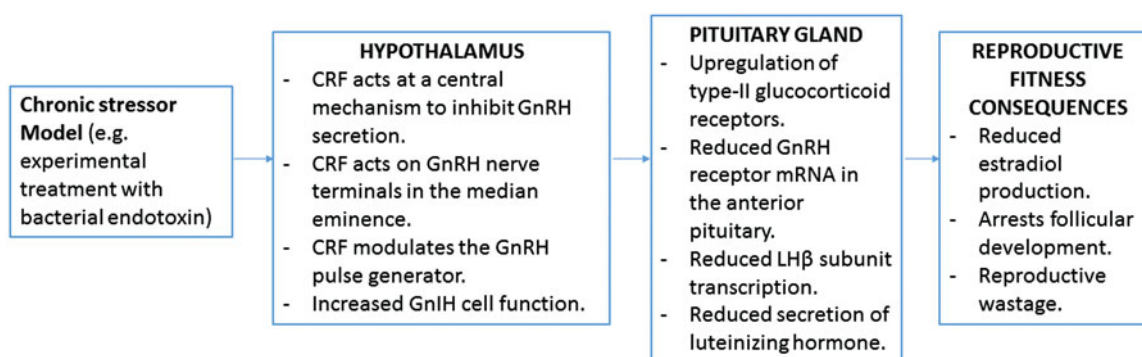 Chronic stressor
Model (e.g.
experimental
treatment with
bacterial endotoxin)
HYPOTHALAMUS
- CRF acts at a central
mechanism to inhibit GnRH
secretion.
- CRF acts on GnRH nerve
terminals in the median
eminence.
- CRF modulates the GnRH
pulse generator.
- Increased GnIH cell function.
PITUITARY GLAND
- Upregulation of
type-II glucocorticoid
receptors.
- Reduced GnRH
receptor mRNA in
the anterior
pituitary.
- Reduced LHβ subunit
transcription.
- Reduced secretion of
luteinizing hormone.
REPRODUCTIVE
FITNESS
CONSEQUENCES
- Reduced
estradiol
production.
- Arrests follicular
development.
- Reproductive
wastage.